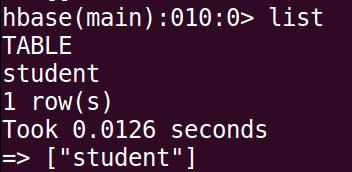 hbase(main):010:0> list
TABLE
student
1 row(s)
Took 0.0126 seconds
=> ["student"]